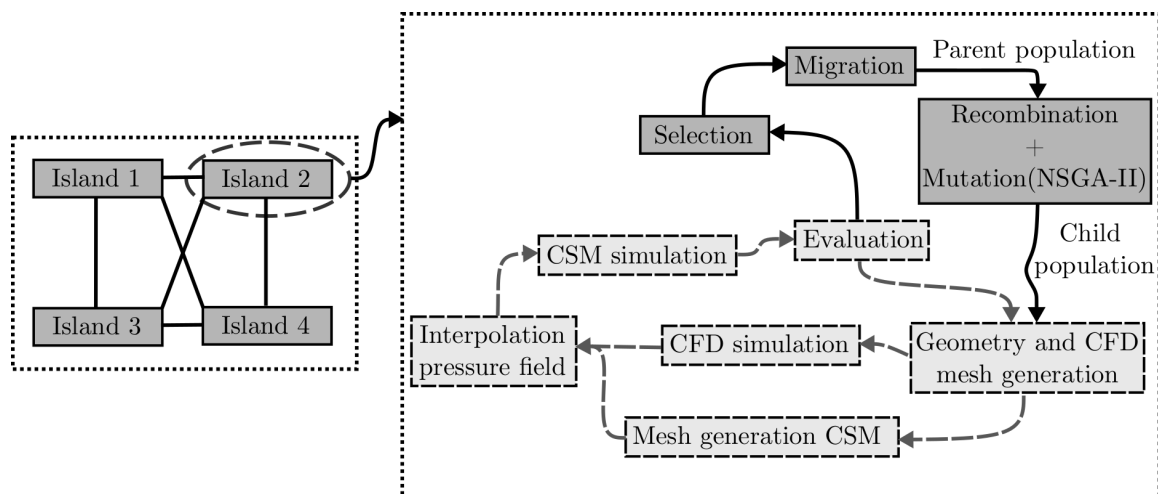 Island 1
Island 2
Island 3
Island 4
Migration
Parent population
Selection
Recombination
+
Mutation(NSGA-II)
Child
population
Evaluation
CSM simulation
Interpolation
pressure field
CFD simulation
Geometry and CFD
mesh generation
Mesh generation CSM